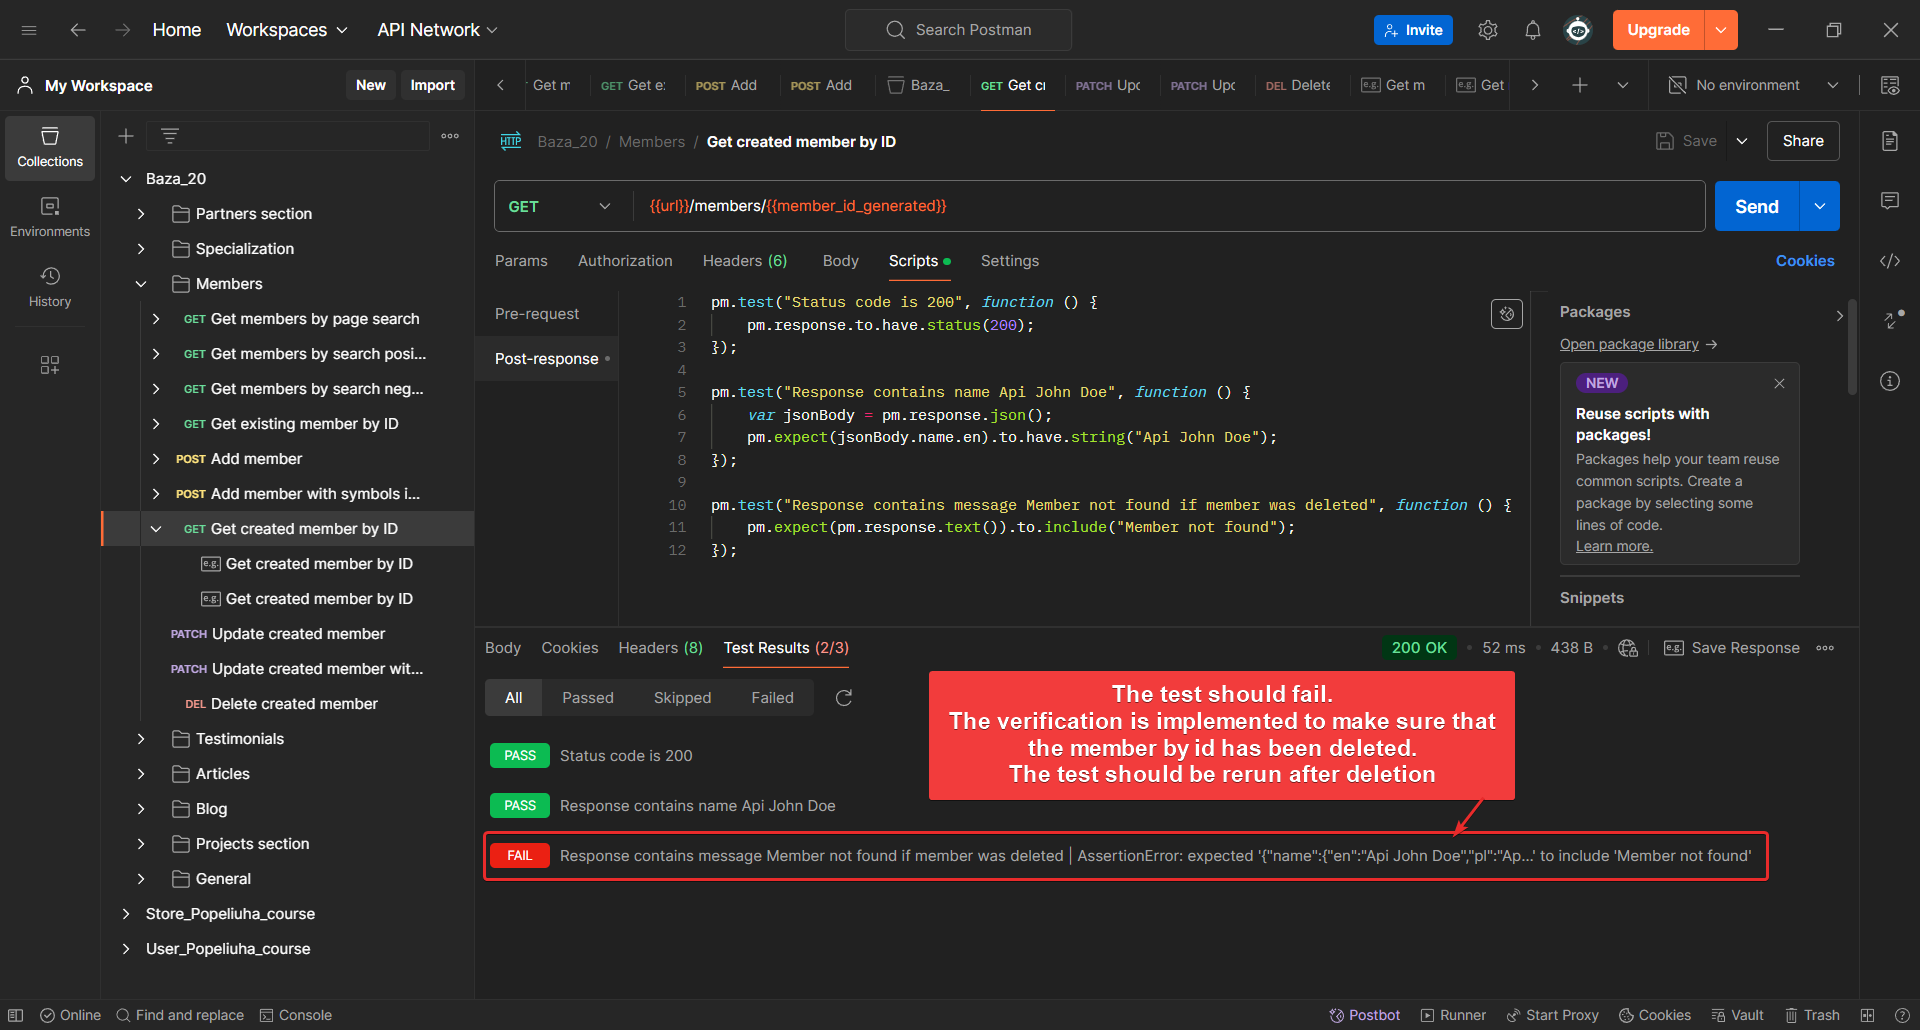 Home
Workspaces
API Network
Search Postman
Invite
Upgrade
My Workspace
New
Import
Get m
GET Get e:
POST Add
POST Add
Baza_
GET Get cr
PATCH Upc
PATCH Upc
DEL Delete
e.g. Get m
e.g. Get
No environment
Collections
Environments
History
Baza_20
Partners section
Specialization
Members
GET Get members by page search
GET Get members by search posi...
GET Get members by search neg...
GET Get existing member by ID
POST Add member
POST Add member with symbols i...
GET Get created member by ID
e.g. Get created member by ID
e.g. Get created member by ID
PATCH Update created member
PATCH Update created member wit...
DEL Delete created member
Testimonials
Articles
Blog
Projects section
General
Store_Popeliuha_course
User_Popeliuha_course
HTTP Baza_20 / Members / Get created member by ID
Save
Share
GET
{{url}}/members/{{member_id_generated}}
Send
Params
Authorization
Headers (6)
Body
Scripts
Settings
Cookies
Pre-request
Post-response
1 pm.test("Status code is 200", function () {
2 pm.response.to.have.status(200);
3 });
4
5 pm.test("Response contains name Api John Doe", function () {
6 var jsonBody = pm.response.json();
7 pm.expect(jsonBody.name.en).to.have.string("Api John Doe");
8 });
9
10 pm.test("Response contains message Member not found if member was deleted", function () {
11 pm.expect(pm.response.text()).to.include("Member not found");
12 });
Packages
Open package library →
NEW
Reuse scripts with
packages!
Packages help your team reuse
common scripts. Create a
package by selecting some
lines of code.
Learn more.
Snippets
Body
Cookies
Headers (8)
Test Results (2/3)
200 OK
52 ms
438 B
e.g. Save Response
All
Passed
Skipped
Failed
The test should fail.
The verification is implemented to make sure that
the member by id has been deleted.
The test should be rerun after deletion
PASS Status code is 200
PASS Response contains name Api John Doe
FAIL Response contains message Member not found if member was deleted | AssertionError: expected '{"name":{"en":"Api John Doe","pl":"Ap...' to include 'Member not found'
Online
Find and replace
Console
Postbot
Runner
Start Proxy
Cookies
Vault
Trash